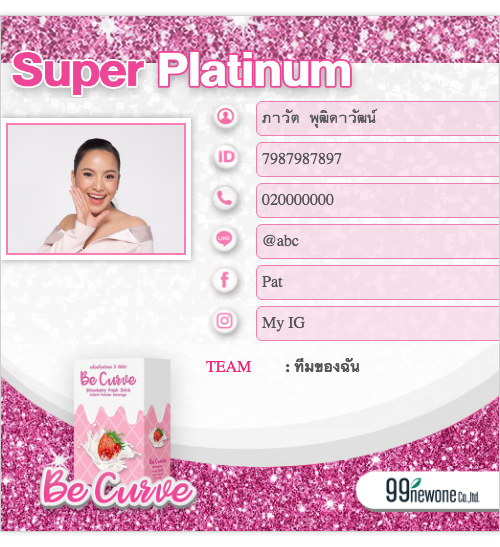 Super Platinum
ภาวัต พุฒิดาวัฒน์
ID
7987987897
020000000
LINE
@abc
Pat
My IG
TEAM : ทีมของฉัน
Be Curve
Strawberry Fresh Drink
Be Curve
Be Curve
99newone Co.,ltd.